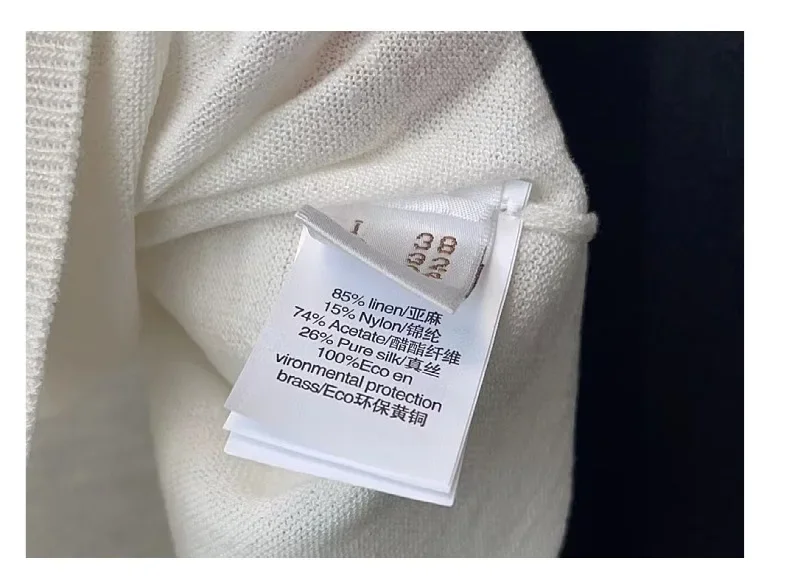 38
85% linen/亚麻
15% Nylon/锦纶
74% Acetate/醋酯纤维
26% Pure silk/真丝
100%Eco en
vironmental protection
brass/Eco环保黄铜